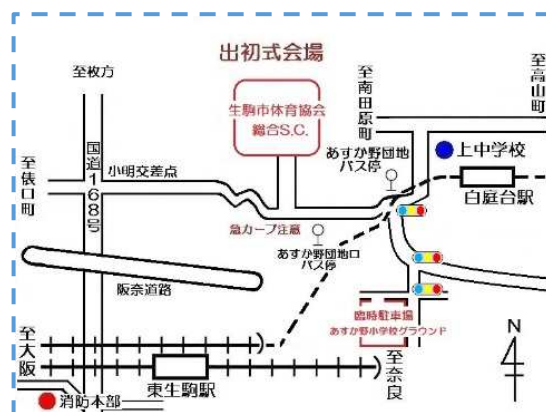 出初式会場
至枚方
生駒市体育協会
総合S.C.
至南田原町
至高山町
国道168号
小明交差点
至俵口町
あすか野団地
バス停
上中学校
白庭台駅
急カーブ注意
あすか野団地口
バス停
阪奈道路
臨時駐車場
あすか野小学校グラウンド
至大阪
至奈良
N
東生駒駅
消防本部